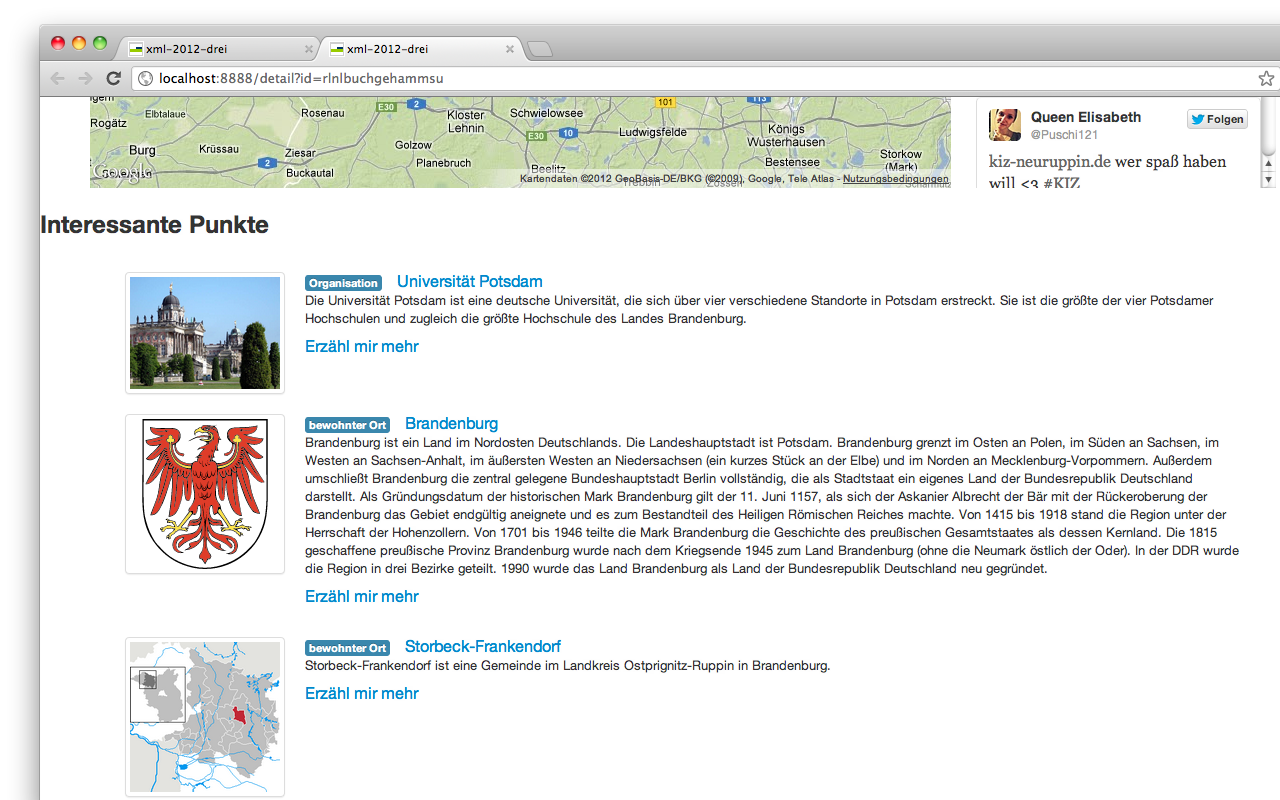 xml-2012-drei
xml-2012-drei
localhost:8888/detail?id=rlnlbuchgehammsu
Rogätz
Elbtalaue
Rosenau
E30
2
101
113
Kloster
Lehnin
Schwielowsee
Burg
Krüssau
Ziesar
2
Buckautal
Golzow
Planebruch
E30
10
Ludwigsfelde
Königs
Wusterhausen
Bestensee
Beelitz
Storkow
(Mark)
Kartendaten ©2012 GeoBasis-DE/BKG (©2009), Google, Tele Atlas - Nutzungsbedingungen
Queen Elisabeth
@Puschi121
Folgen
kiz-neuruppin.de wer spaß haben
will <3 #KIZ
Interessante Punkte
Organisation Universität Potsdam
Die Universität Potsdam ist eine deutsche Universität, die sich über vier verschiedene Standorte in Potsdam erstreckt. Sie ist die größte der vier Potsdamer
Hochschulen und zugleich die größte Hochschule des Landes Brandenburg.
Erzähl mir mehr
bewohnter Ort Brandenburg
Brandenburg ist ein Land im Nordosten Deutschlands. Die Landeshauptstadt ist Potsdam. Brandenburg grenzt im Osten an Polen, im Süden an Sachsen, im
Westen an Sachsen-Anhalt, im äußersten Westen an Niedersachsen (ein kurzes Stück an der Elbe) und im Norden an Mecklenburg-Vorpommern. Außerdem
umschließt Brandenburg die zentral gelegene Bundeshauptstadt Berlin vollständig, die als Stadtstaat ein eigenes Land der Bundesrepublik Deutschland
darstellt. Als Gründungsdatum der historischen Mark Brandenburg gilt der 11. Juni 1157, als sich der Askanier Albrecht der Bär mit der Rückeroberung der
Brandenburg das Gebiet endgültig aneignete und es zum Bestandteil des Heiligen Römischen Reiches machte. Von 1415 bis 1918 stand die Region unter der
Herrschaft der Hohenzollern. Von 1701 bis 1946 teilte die Mark Brandenburg die Geschichte des preußischen Gesamtstaates als dessen Kernland. Die 1815
geschaffene preußische Provinz Brandenburg wurde nach dem Kriegsende 1945 zum Land Brandenburg (ohne die Neumark östlich der Oder). In der DDR wurde
die Region in drei Bezirke geteilt. 1990 wurde das Land Brandenburg als Land der Bundesrepublik Deutschland neu gegründet.
Erzähl mir mehr
bewohnter Ort Storbeck-Frankendorf
Storbeck-Frankendorf ist eine Gemeinde im Landkreis Ostprignitz-Ruppin in Brandenburg.
Erzähl mir mehr